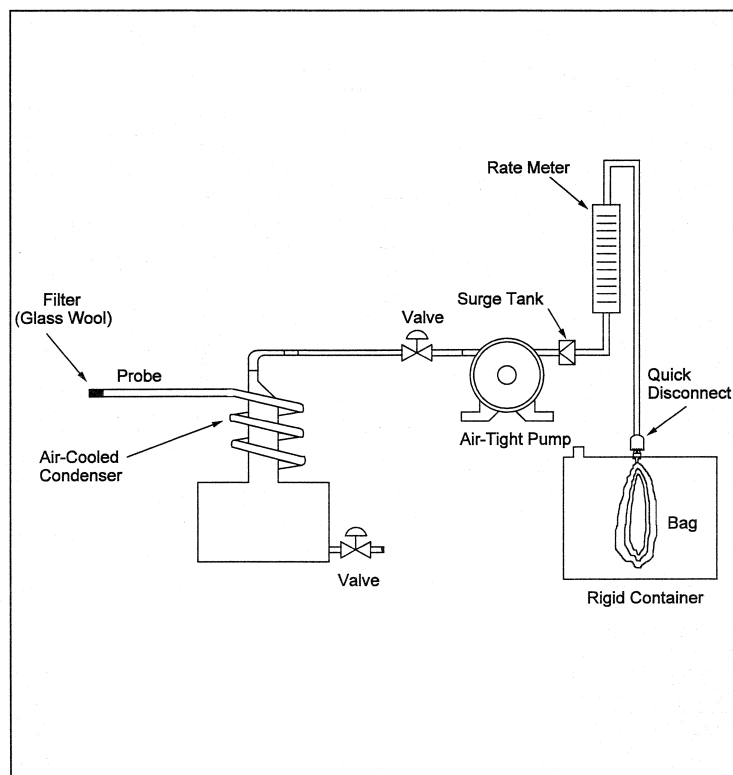 Rate Meter
Surge Tank
Filter
(Glass Wool)
Valve
Probe
Quick
Disconnect
Air-Tight Pump
Air-Cooled
Condenser
Bag
Valve
Rigid Container